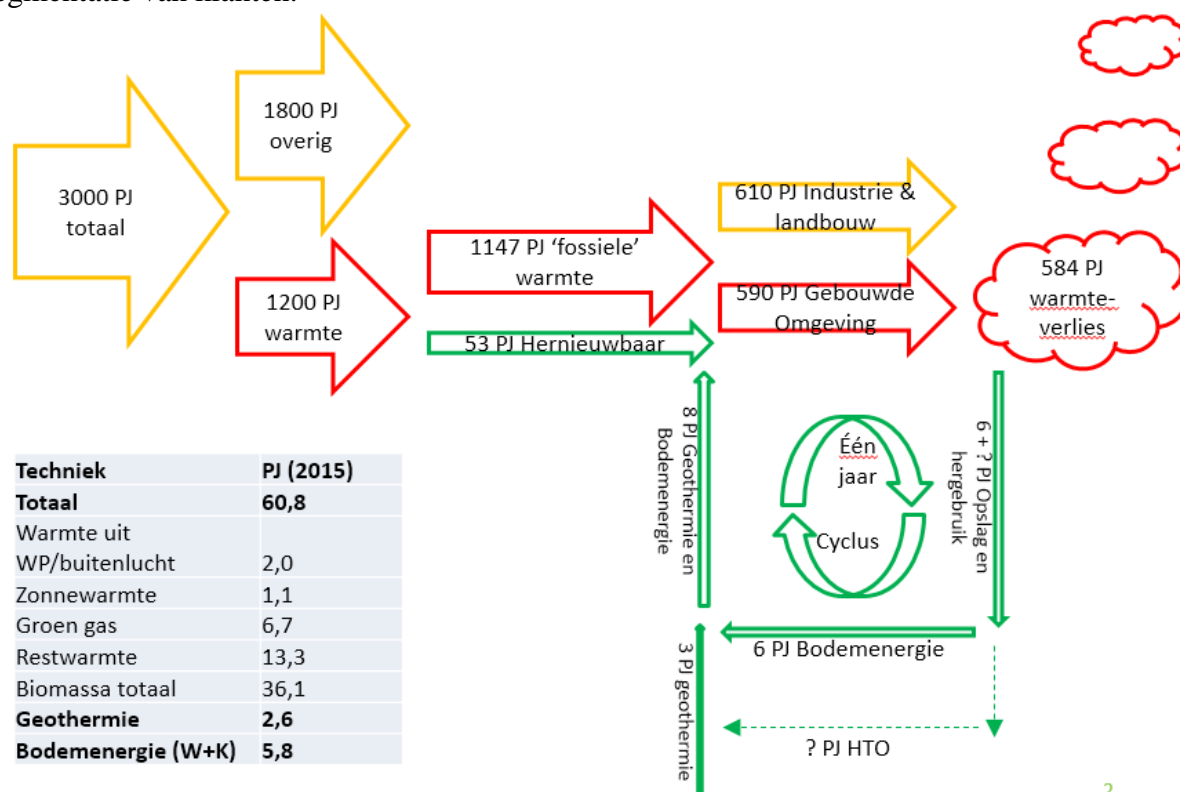 3000 PJ
totaal
1800 PJ
overig
1200 PJ
warmte
1147 PJ ‘fossiele’
warmte
53 PJ Hernieuwbaar
610 PJ Industrie &
landbouw
590 PJ Gebouwde
Omgeving
584 PJ
warmte-
verlies
8 PJ Geothermie en
Bodemenergie
Één
jaar
Cyclus
6 + ? PJ Opslag en
hergebruik
6 PJ Bodemenergie
3 PJ geothermie
? PJ HTO
Techniek PJ (2015)
Totaal 60,8
Warmte uit
WP/buitenlucht 2,0
Zonnewarmte 1,1
Groen gas 6,7
Restwarmte 13,3
Biomassa totaal 36,1
Geothermie 2,6
Bodemenergie (W+K) 5,8